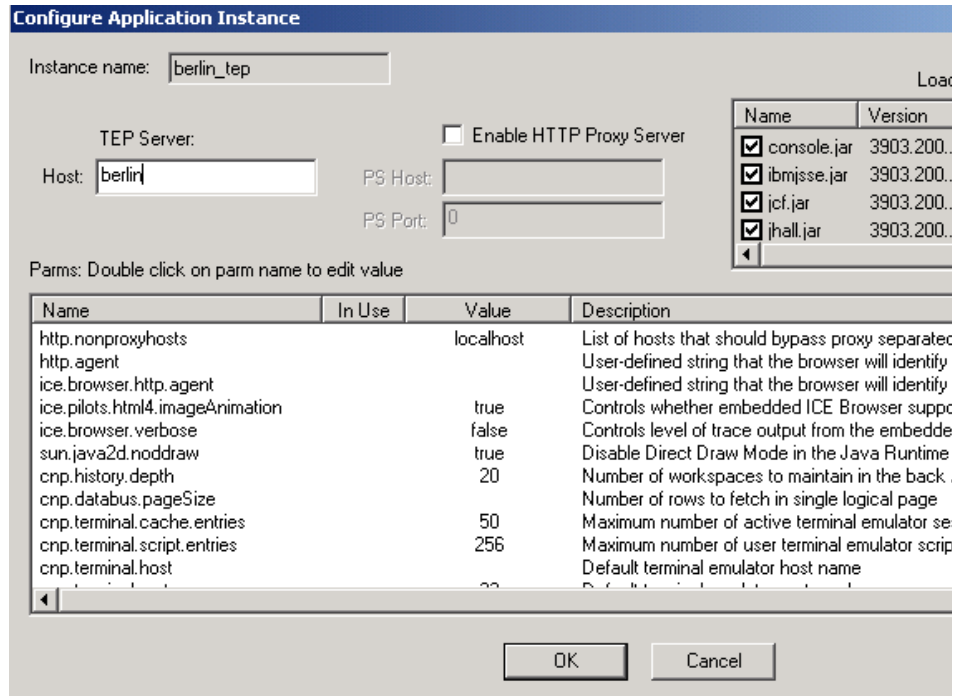 Configure Application Instance
Instance name: berlin_tep
Load
TEP Server:
Enable HTTP Proxy Server
Host: berlin
PS Host:
PS Port: 0
Name Version
console.jar 3903.200..
ibmjsse.jar 3903.200..
jcf.jar 3903.200..
jhall.jar 3903.200..
Parms: Double click on parm name to edit value
Name In Use Value Description
http.nonproxyhosts localhost List of hosts that should bypass proxy separated
http.agent User-defined string that the browser will identify
ice.browser.http.agent User-defined string that the browser will identify
ice.pilots.html4.imageAnimation true Controls whether embedded ICE Browser suppo
ice.browser.verbose false Controls level of trace output from the embedde
sun.java2d.noddraw true Disable Direct Draw Mode in the Java Runtime
cnp.history.depth 20 Number of workspaces to maintain in the back .
cnp.databus.pageSize Number of rows to fetch in single logical page
cnp.terminal.cache.entries 50 Maximum number of active terminal emulator se
cnp.terminal.script.entries 256 Maximum number of user terminal emulator scrip
cnp.terminal.host Default terminal emulator host name
OK Cancel